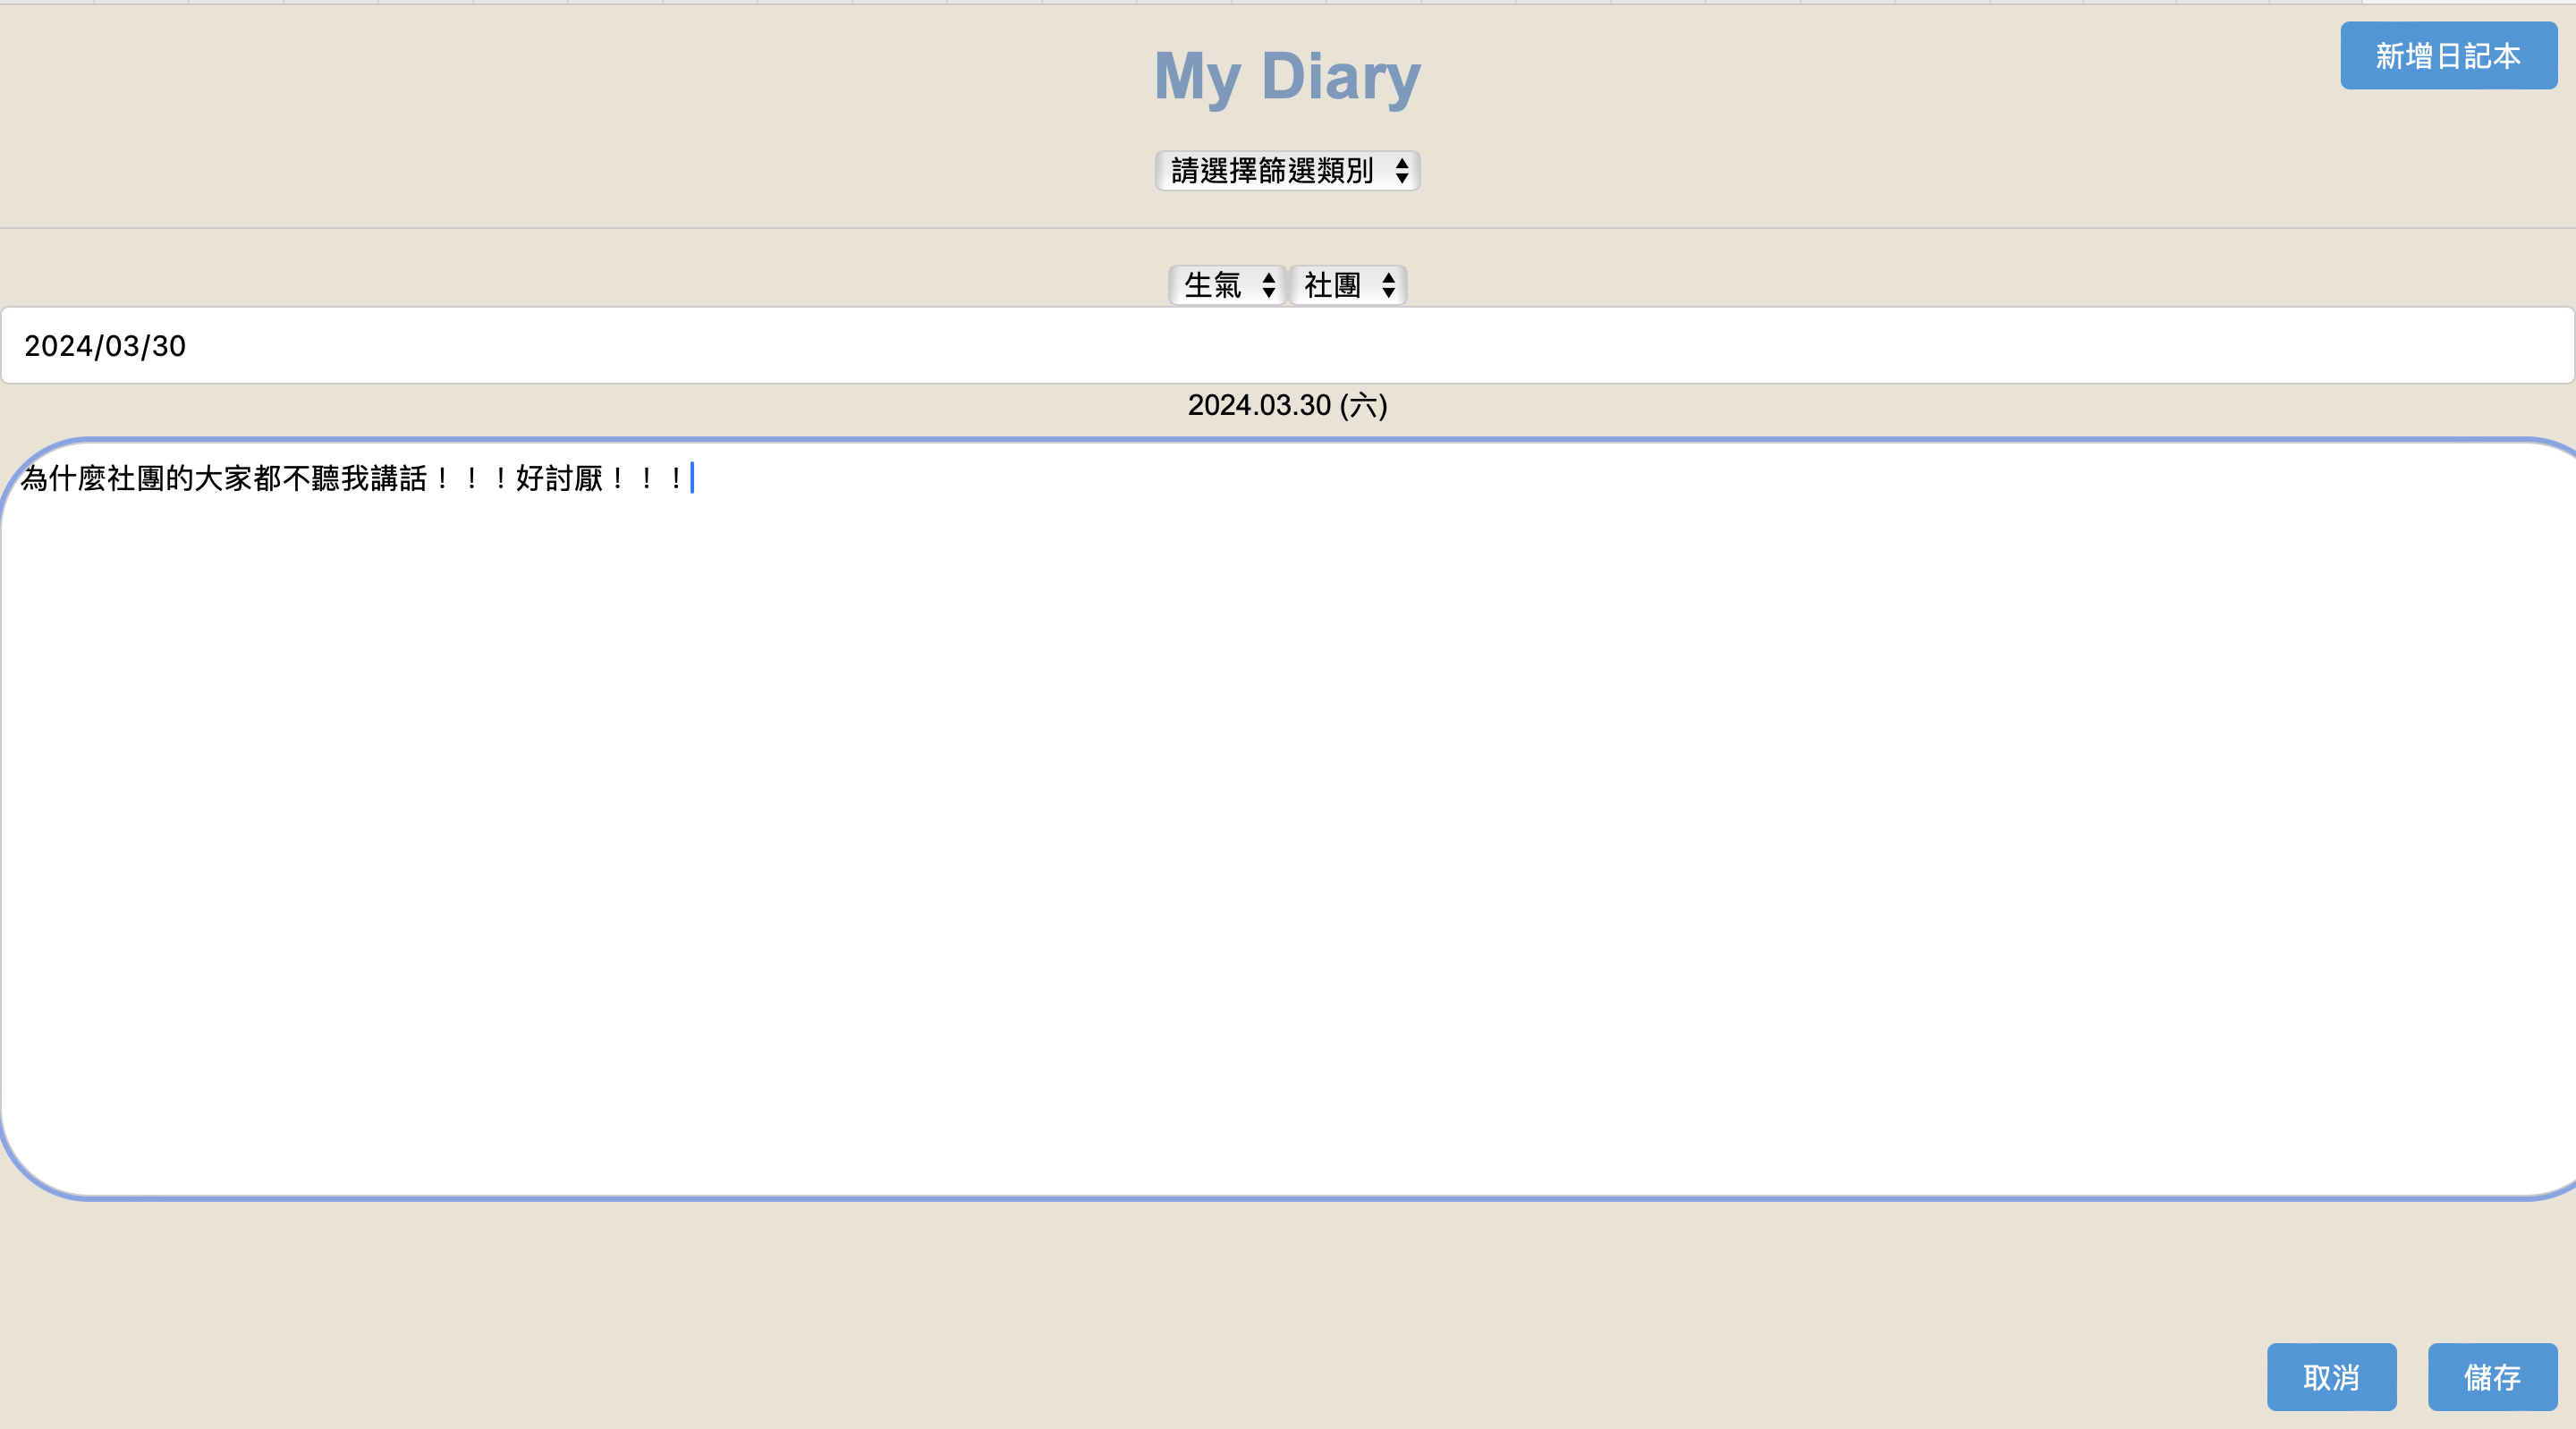 My Diary
新增日記本
請選擇篩選類別
生氣 社團
2024/03/30
2024.03.30 (六)
為什麼社團的大家都不聽我講話！！！好討厭！！！
取消 儲存